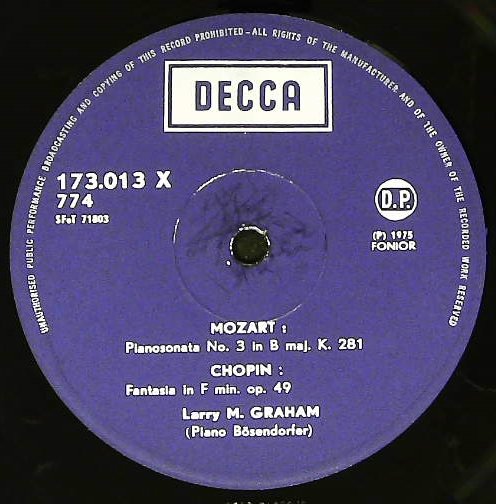 UNAUTHORISED PUBLIC PERFORMANCE BROADCASTING AND COPYING OF THIS RECORD PROHIBITED-ALL RIGHTS OF THE MANUFACTURER AND OF THE OWNER OF THE RECORDED WORK RESERVED
DECCA
173.013 X
774
SFoT 71803
D.P.
(P) 1975
FONIOR
MOZART :
Pianosonata No. 3 in B maj. K. 281
CHOPIN :
Fantasia in F min. op. 49
Larry M. GRAHAM
(Piano Bösendorfer)